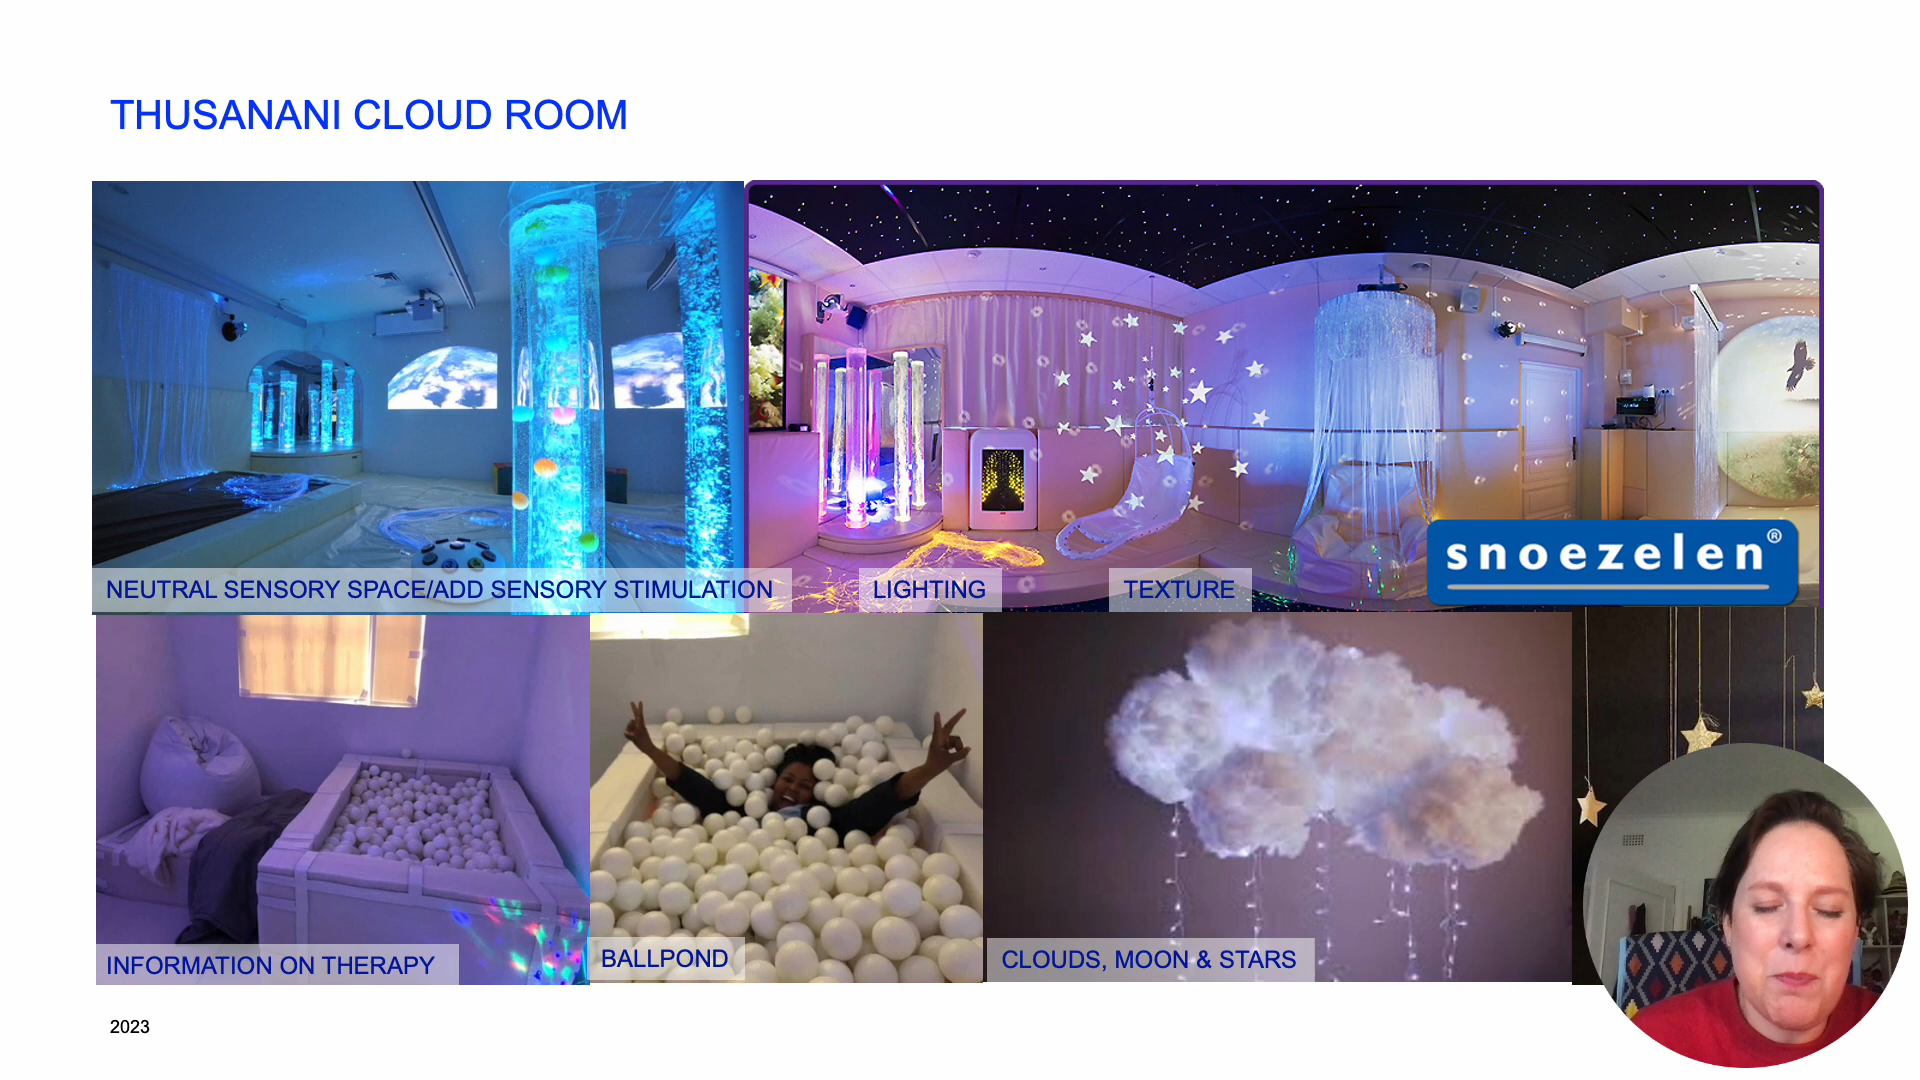 THUSANANI CLOUD ROOM
NEUTRAL SENSORY SPACE/ADD SENSORY STIMULATION
LIGHTING
TEXTURE
snoezelen®
INFORMATION ON THERAPY
BALLPOND
CLOUDS, MOON & STARS
2023